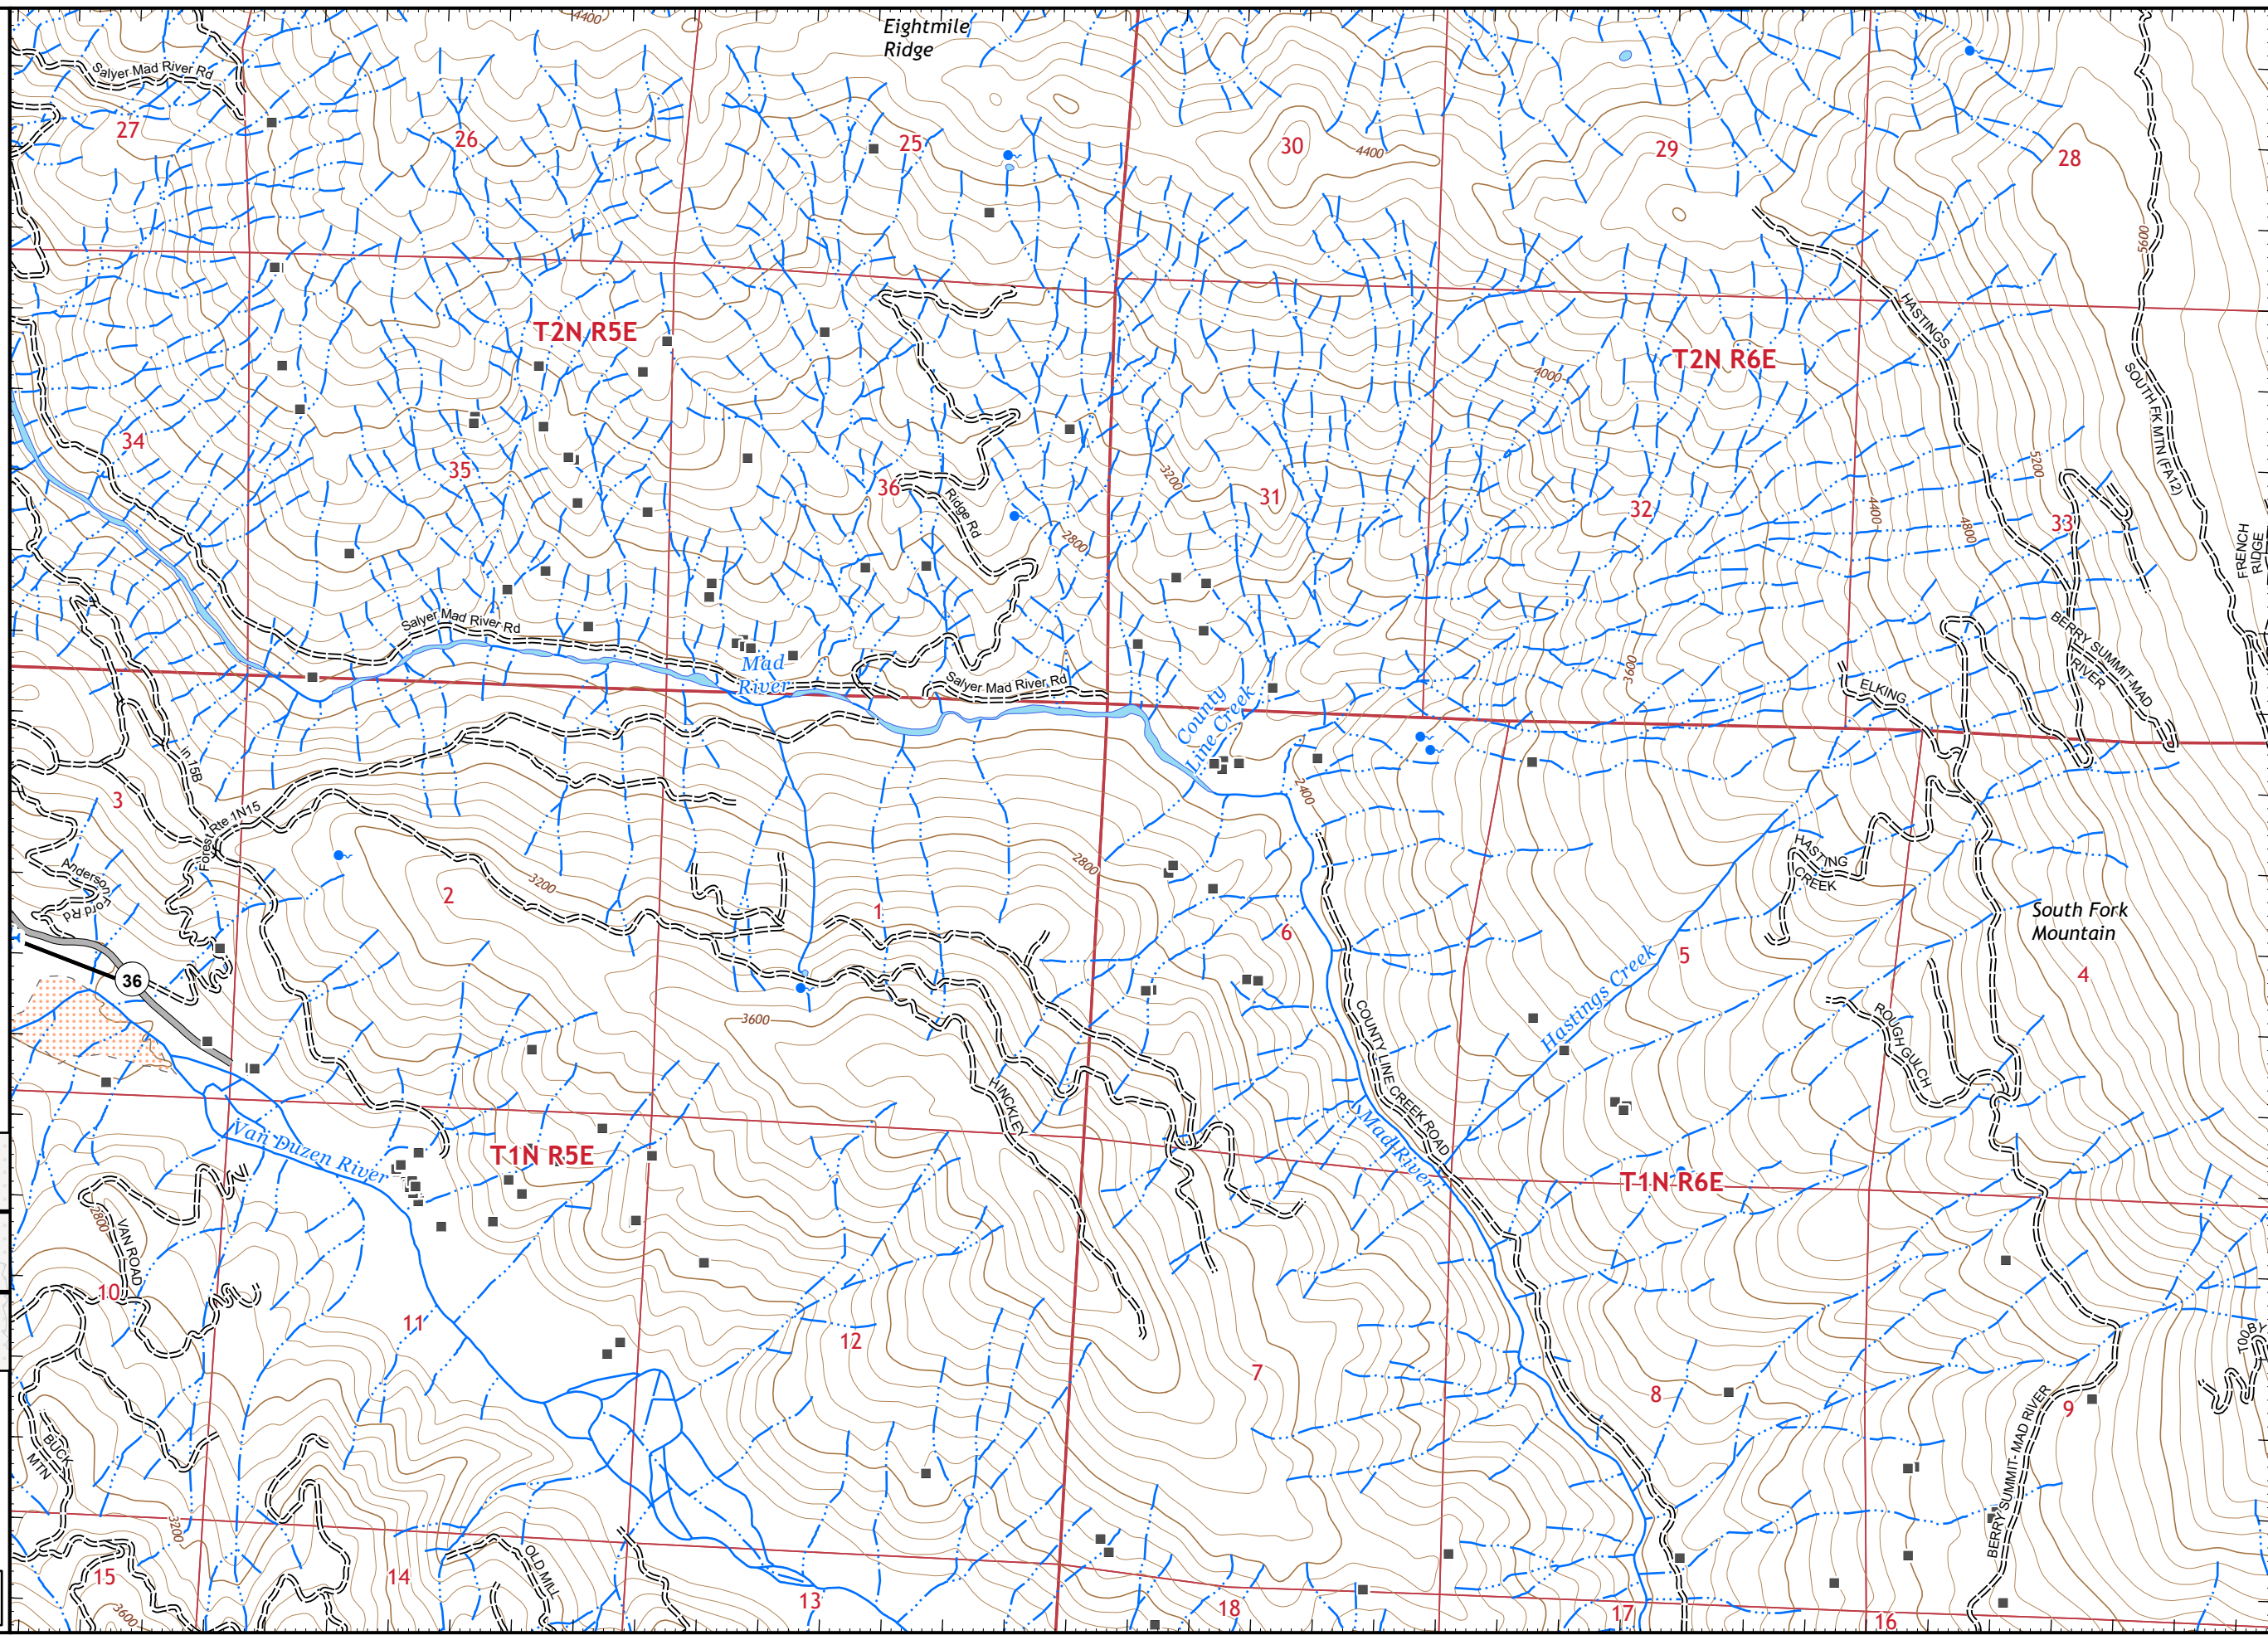 4400
Eightmile
Ridge
Salyer Mad River Rd
27
26
25
30
4400
29
28
5600
T2N R5E
T2N R6E
HASTINGS
4000
SOUTH FK MTN (FA12)
34
35
36
Ridge Rd
3200
31
32
4400
4800
5200
33
2800
FRENCH
RIDGE
Salyer Mad River Rd
Mad
River
Salyer Mad River Rd
County
Line Creek
3600
ELKING
BERRY SUMMIT-MAD
RIVER
in 15B
3
Forest Rte 1N15
2400
Anderson
Ford Rd
2
3200
1
2800
6
HASTING
CREEK
South Fork
Mountain
5
4
36
3600
Hastings Creek
COUNTY LINE CREEK ROAD
ROUGH GULCH
HINCKLEY
Van Duzen River
T1N R5E
Mad River
T1N R6E
2800
VAN ROAD
10
11
12
7
8
9
100BY
BUCK
MTN
BERRY SUMMIT- MAD RIVER
3200
OLD MILL
15
14
13
18
17
16
3600